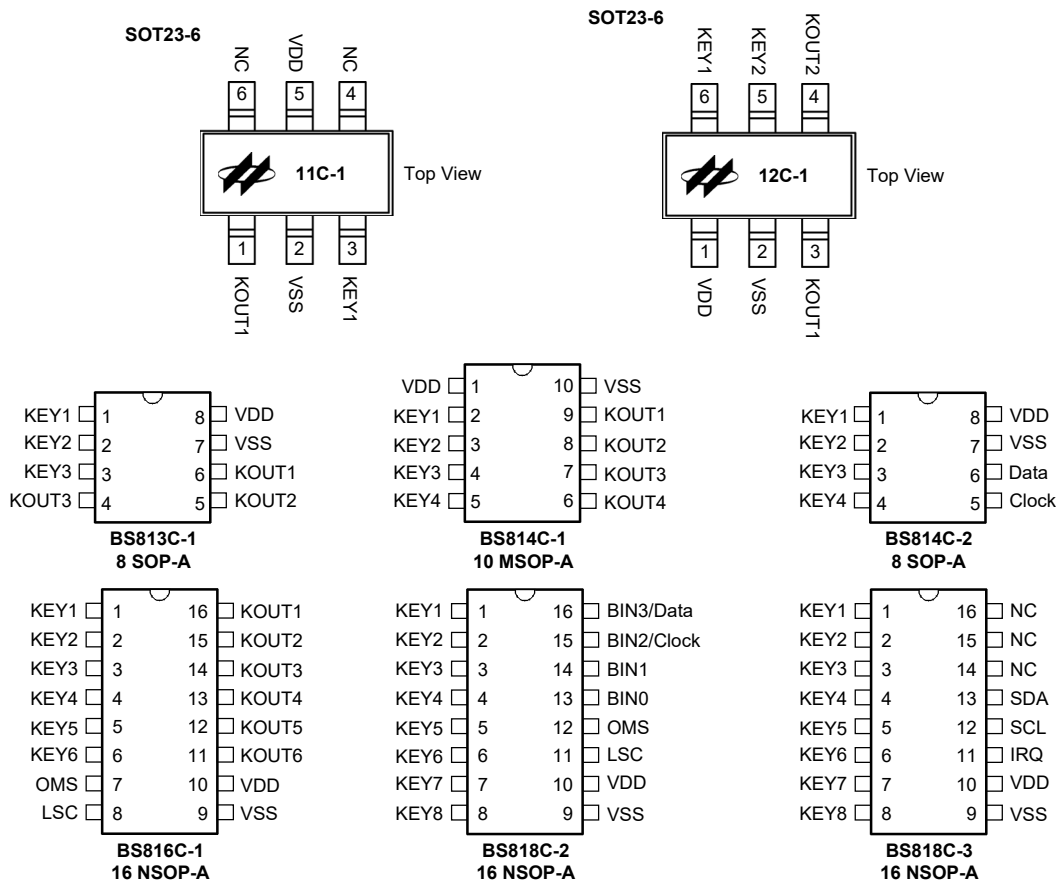 SOT23-6
NC VDD NC
6 5 4
11C-1 Top View
1 2 3
KOUT1 VSS KEY1
SOT23-6
KEY1 KEY2 KOUT2
6 5 4
12C-1 Top View
1 2 3
VDD VSS KOUT1
KEY1 1 8 VDD
KEY2 2 7 VSS
KEY3 3 6 KOUT1
KOUT3 4 5 KOUT2
BS813C-1
8 SOP-A
VDD 1 10 VSS
KEY1 2 9 KOUT1
KEY2 3 8 KOUT2
KEY3 4 7 KOUT3
KEY4 5 6 KOUT4
BS814C-1
10 MSOP-A
KEY1 1 8 VDD
KEY2 2 7 VSS
KEY3 3 6 Data
KEY4 4 5 Clock
BS814C-2
8 SOP-A
KEY1 1 16 KOUT1
KEY2 2 15 KOUT2
KEY3 3 14 KOUT3
KEY4 4 13 KOUT4
KEY5 5 12 KOUT5
KEY6 6 11 KOUT6
OMS 7 10 VDD
LSC 8 9 VSS
BS816C-1
16 NSOP-A
KEY1 1 16 BIN3/Data
KEY2 2 15 BIN2/Clock
KEY3 3 14 BIN1
KEY4 4 13 BIN0
KEY5 5 12 OMS
KEY6 6 11 LSC
KEY7 7 10 VDD
KEY8 8 9 VSS
BS818C-2
16 NSOP-A
KEY1 1 16 NC
KEY2 2 15 NC
KEY3 3 14 NC
KEY4 4 13 SDA
KEY5 5 12 SCL
KEY6 6 11 IRQ
KEY7 7 10 VDD
KEY8 8 9 VSS
BS818C-3
16 NSOP-A